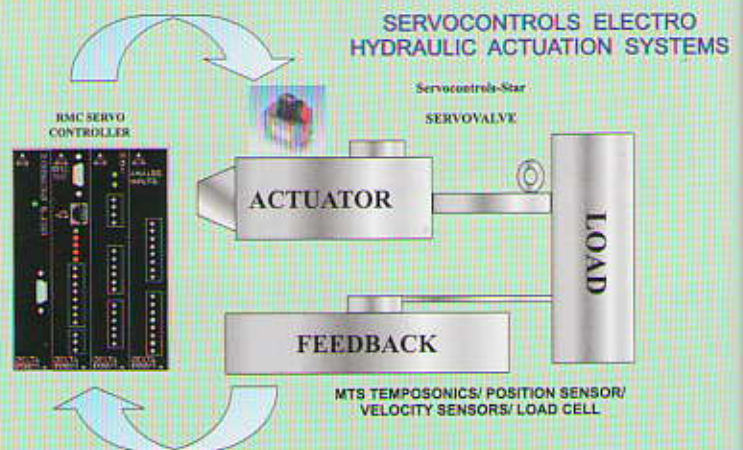 SERVOCONTROLS ELECTRO
HYDRAULIC ACTUATION SYSTEMS
Servocontrols-Star
SERVOVALVE
RMC SERVO
CONTROLLER
ACTUATOR
LOAD
FEEDBACK
MTS TEMPOSONICS/ POSITION SENSOR/
VELOCITY SENSORS/ LOAD CELL